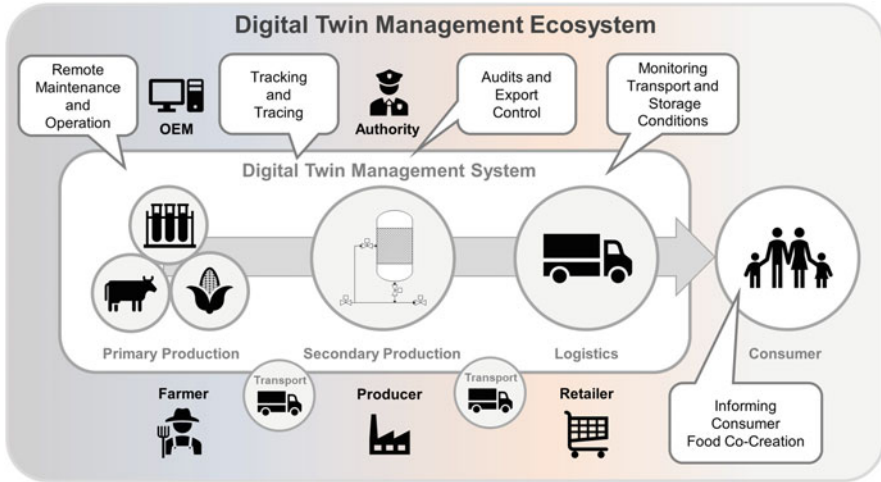 Digital Twin Management Ecosystem
Remote
Maintenance
and
Operation
OEM
Tracking
and
Tracing
Authority
Audits and
Export
Control
Monitoring
Transport and
Storage
Conditions
Digital Twin Management System
Primary Production
Secondary Production
Logistics
Consumer
Transport
Transport
Farmer
Producer
Retailer
Informing
Consumer
Food Co-Creation